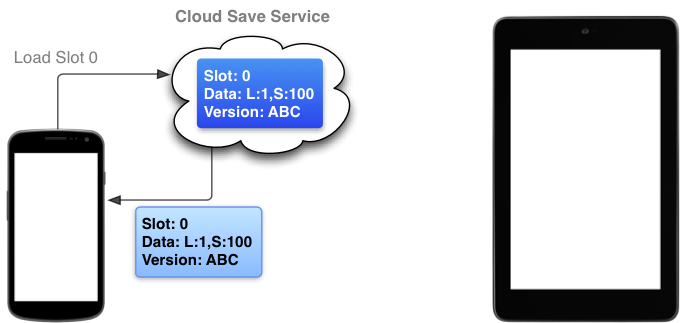 Cloud Save Service
Load Slot 0
Slot: 0
Data: L:1,S:100
Version: ABC
Slot: 0
Data: L:1,S:100
Version: ABC